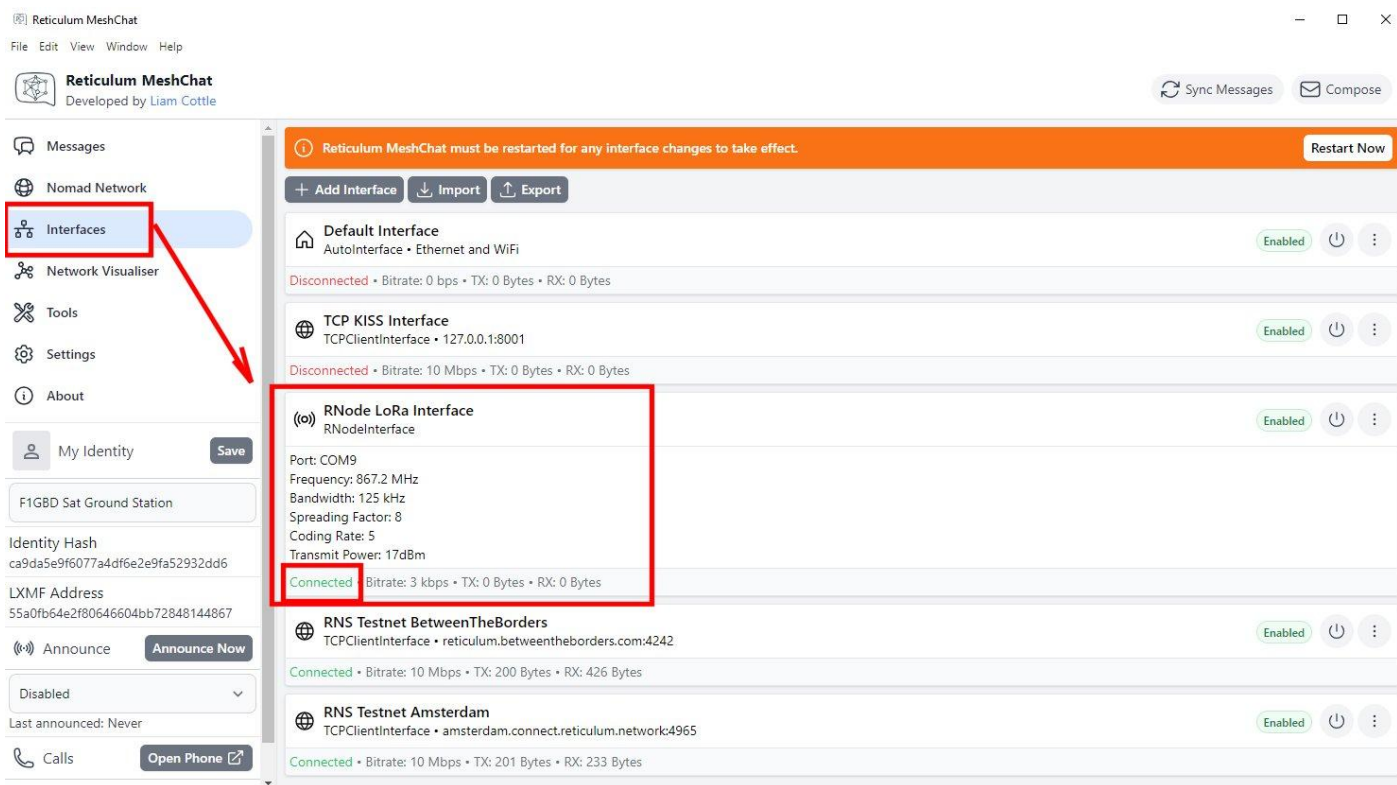 Reticulum MeshChat
File Edit View Window Help
Reticulum MeshChat
Developed by Liam Cottle
Sync Messages
Compose
Messages
Nomad Network
Interfaces
Network Visualiser
Tools
Settings
About
My Identity
Save
F1GBD Sat Ground Station
Identity Hash
ca9da5e9f6077a4df6e2e9fa52932dd6
LXMF Address
55a0fb64e2f80646604bb72848144867
Announce
Announce Now
Disabled
Last announced: Never
Calls
Open Phone
Reticulum MeshChat must be restarted for any interface changes to take effect.
Restart Now
Add Interface
Import
Export
Default Interface
AutoInterface • Ethernet and WiFi
Enabled
Disconnected • Bitrate: 0 bps • TX: 0 Bytes • RX: 0 Bytes
TCP KISS Interface
TCPClientInterface • 127.0.0.1:8001
Enabled
Disconnected • Bitrate: 10 Mbps • TX: 0 Bytes • RX: 0 Bytes
RNode LoRa Interface
RNodeInterface
Enabled
Port: COM9
Frequency: 867.2 MHz
Bandwidth: 125 kHz
Spreading Factor: 8
Coding Rate: 5
Transmit Power: 17dBm
Connected • Bitrate: 3 kbps • TX: 0 Bytes • RX: 0 Bytes
RNS Testnet BetweenTheBorders
TCPClientInterface • reticulum.betweentheborders.com:4242
Enabled
Connected • Bitrate: 10 Mbps • TX: 200 Bytes • RX: 426 Bytes
RNS Testnet Amsterdam
TCPClientInterface • amsterdam.connect.reticulum.network:4965
Enabled
Connected • Bitrate: 10 Mbps • TX: 201 Bytes • RX: 233 Bytes